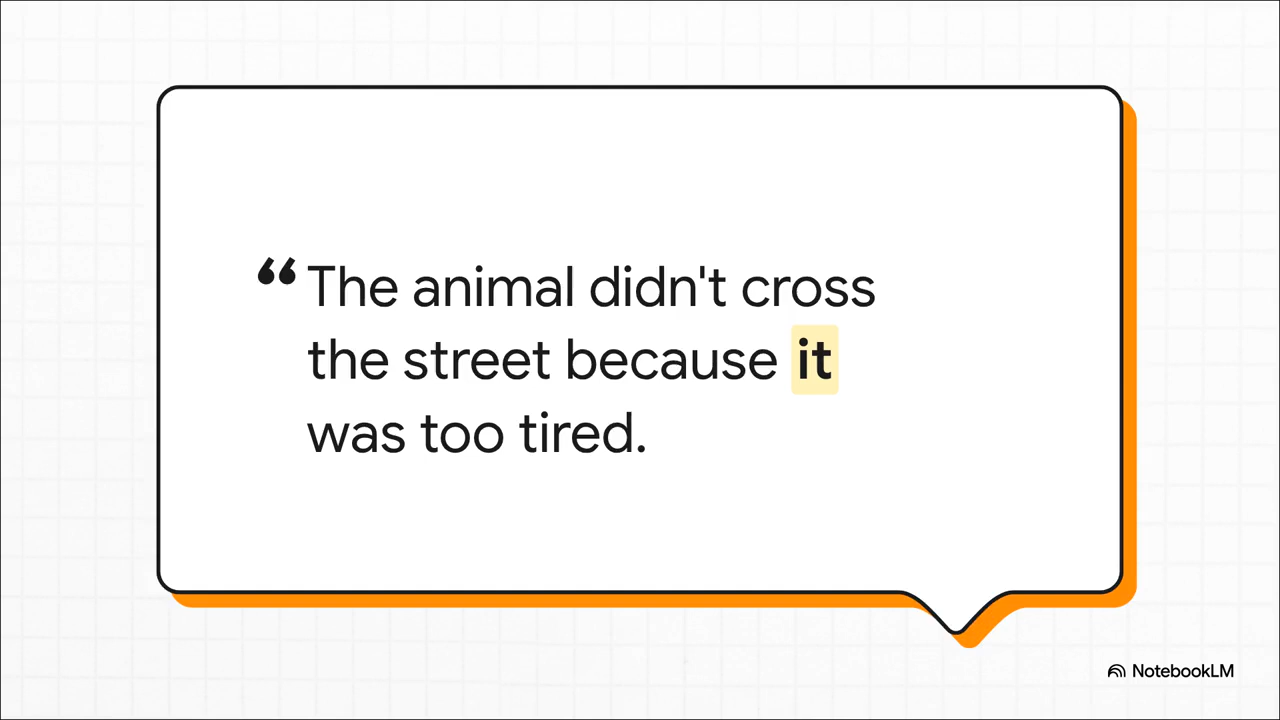 “The animal didn't cross
the street because it
was too tired.
NotebookLM